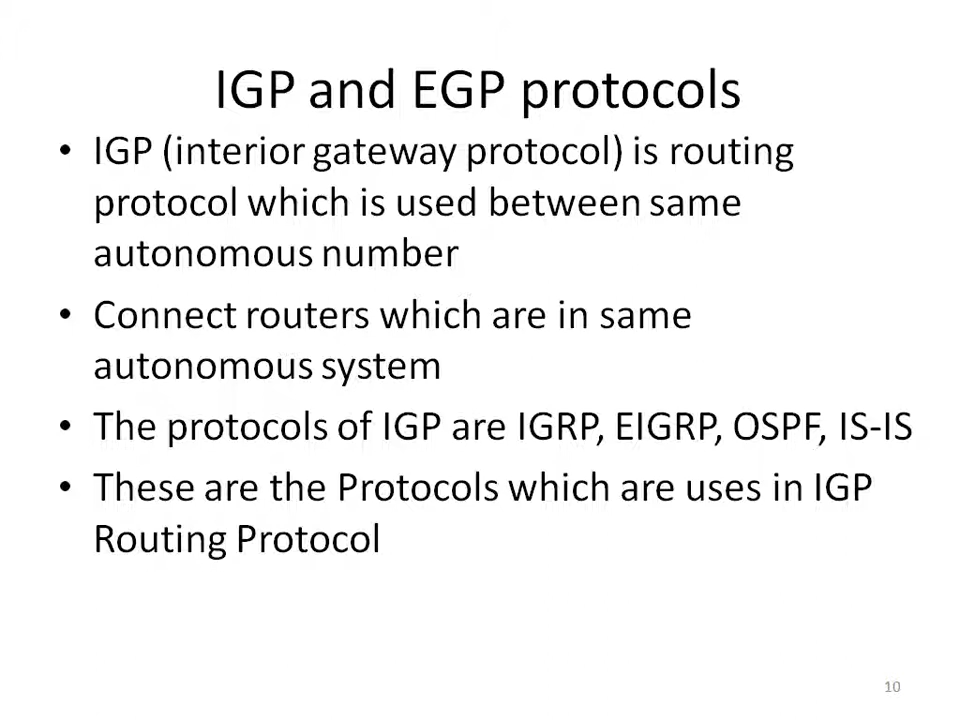 IGP and EGP protocols
• IGP (interior gateway protocol) is routing
protocol which is used between same
autonomous number
• Connect routers which are in same
autonomous system
• The protocols of IGP are IGRP, EIGRP, OSPF, IS-IS
• These are the Protocols which are uses in IGP
Routing Protocol
10